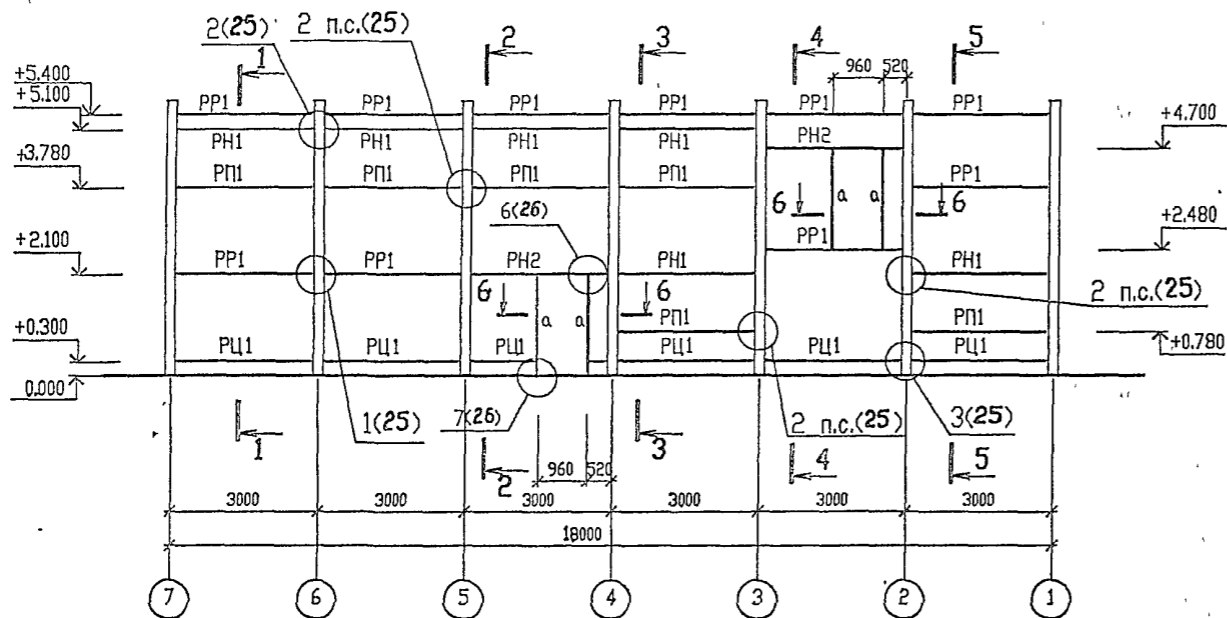 2(25) 2 п.с.(25) 2 3 4 5
1 960 520
+5.400
+5.100
РР1 РР1 РР1 РР1 РР1 РР1
+4.700
РН1 РН1 РН1 РН1 РН2
+3.780
РП1 РП1 РП1 РП1 РР1
а а
6 6
6(26)
+2.480
+2.100
РР1 РР1 РН2 РН1 РР1 РН1
6 6
2 п.с.(25)
а а
РП1 РП1
+0.300
РЦ1 РЦ1 РЦ1 РЦ1 РЦ1
+0.780
0.000
1(25) 7(26) 2 п.с.(25) 3(25)
1 2 3 4 5
960 520
3000 3000 3000 3000 3000 3000
18000
7 6 5 4 3 2 1